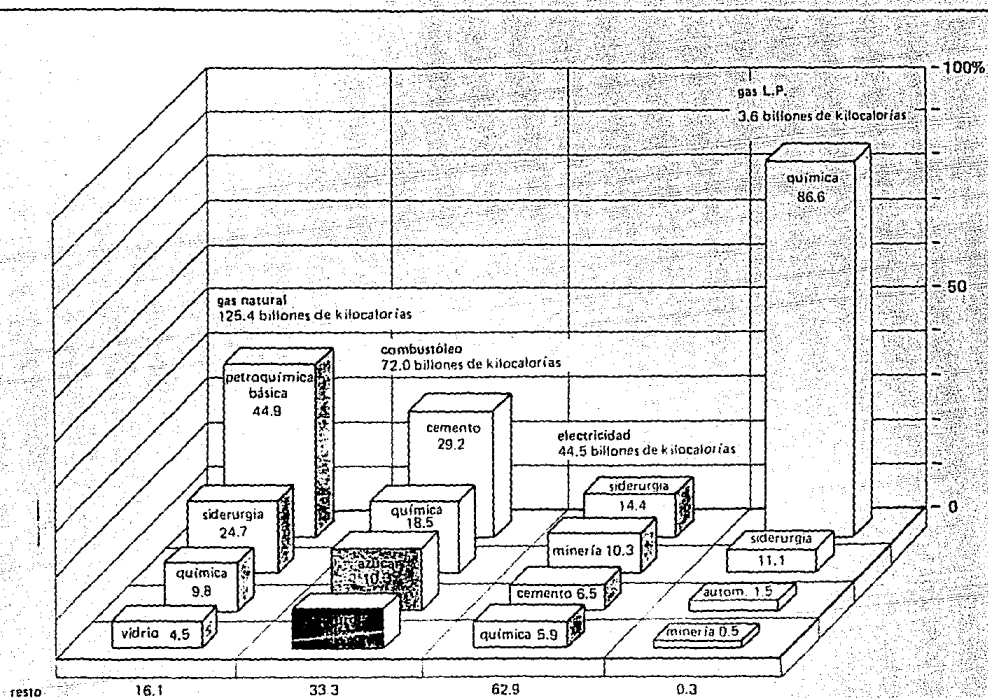 100%
gas L.P.
3.6 billones de kilocalorías
química
86.6
50
gas natural
125.4 billones de kilocalorías
combustóleo
72.0 billones de kilocalorías
petroquímica
básica
44.9
cemento
29.2
electricidad
44.5 billones de kilocalorías
siderurgia
14.4
0
siderurgia
24.7
química
18.5
minería 10.3
siderurgia
11.1
química
9.8
azúcar
10.3
cemento 6.5
autom. 1.5
vidrio 4.5
química 5.9
minería 0.5
resto 16.1 33.3 62.9 0.3